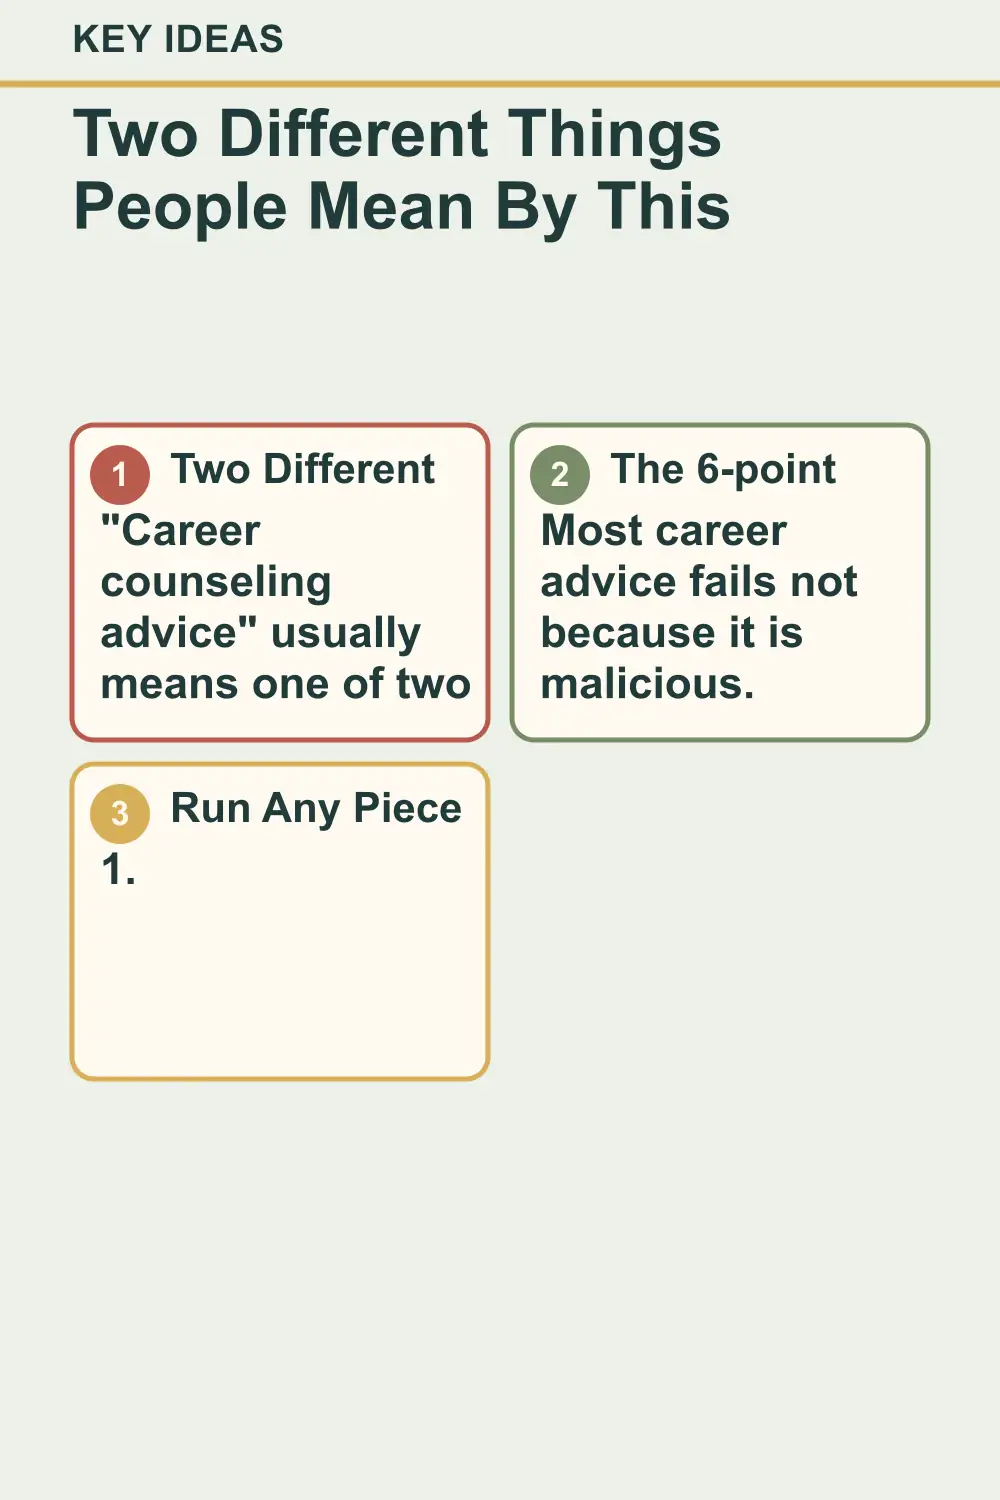 KEY IDEAS
Two Different Things
People Mean By This
1 Two Different
"Career
counseling
advice" usually
means one of two
2 The 6-point
Most career
advice fails not
because it is
malicious.
3 Run Any Piece
1.